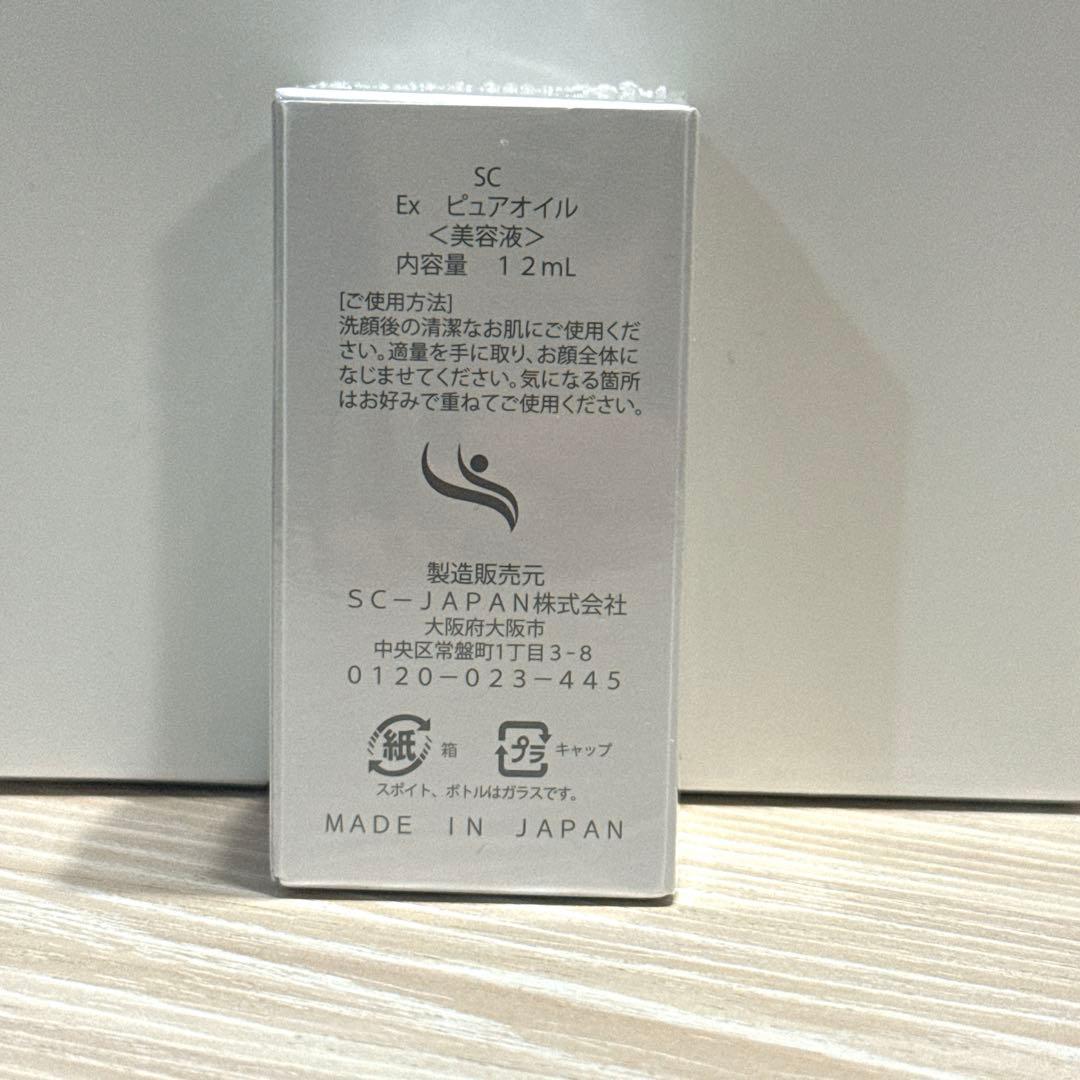 SC
Ex　ピュアオイル
＜美容液＞
内容量　１２mL
[ご使用方法]
洗顔後の清潔なお肌にご使用くだ
さい。適量を手に取り、お顔全体に
なじませてください。気になる箇所
はお好みで重ねてご使用ください。
製造販売元
ＳＣ－ＪＡＰＡＮ株式会社
大阪府大阪市
中央区常盤町1丁目３-８
０１２０－０２３－４４５
紙 箱 プラ キャップ
スポイト、ボトルはガラスです。
ＭＡＤＥ　ＩＮ　ＪＡＰＡＮ